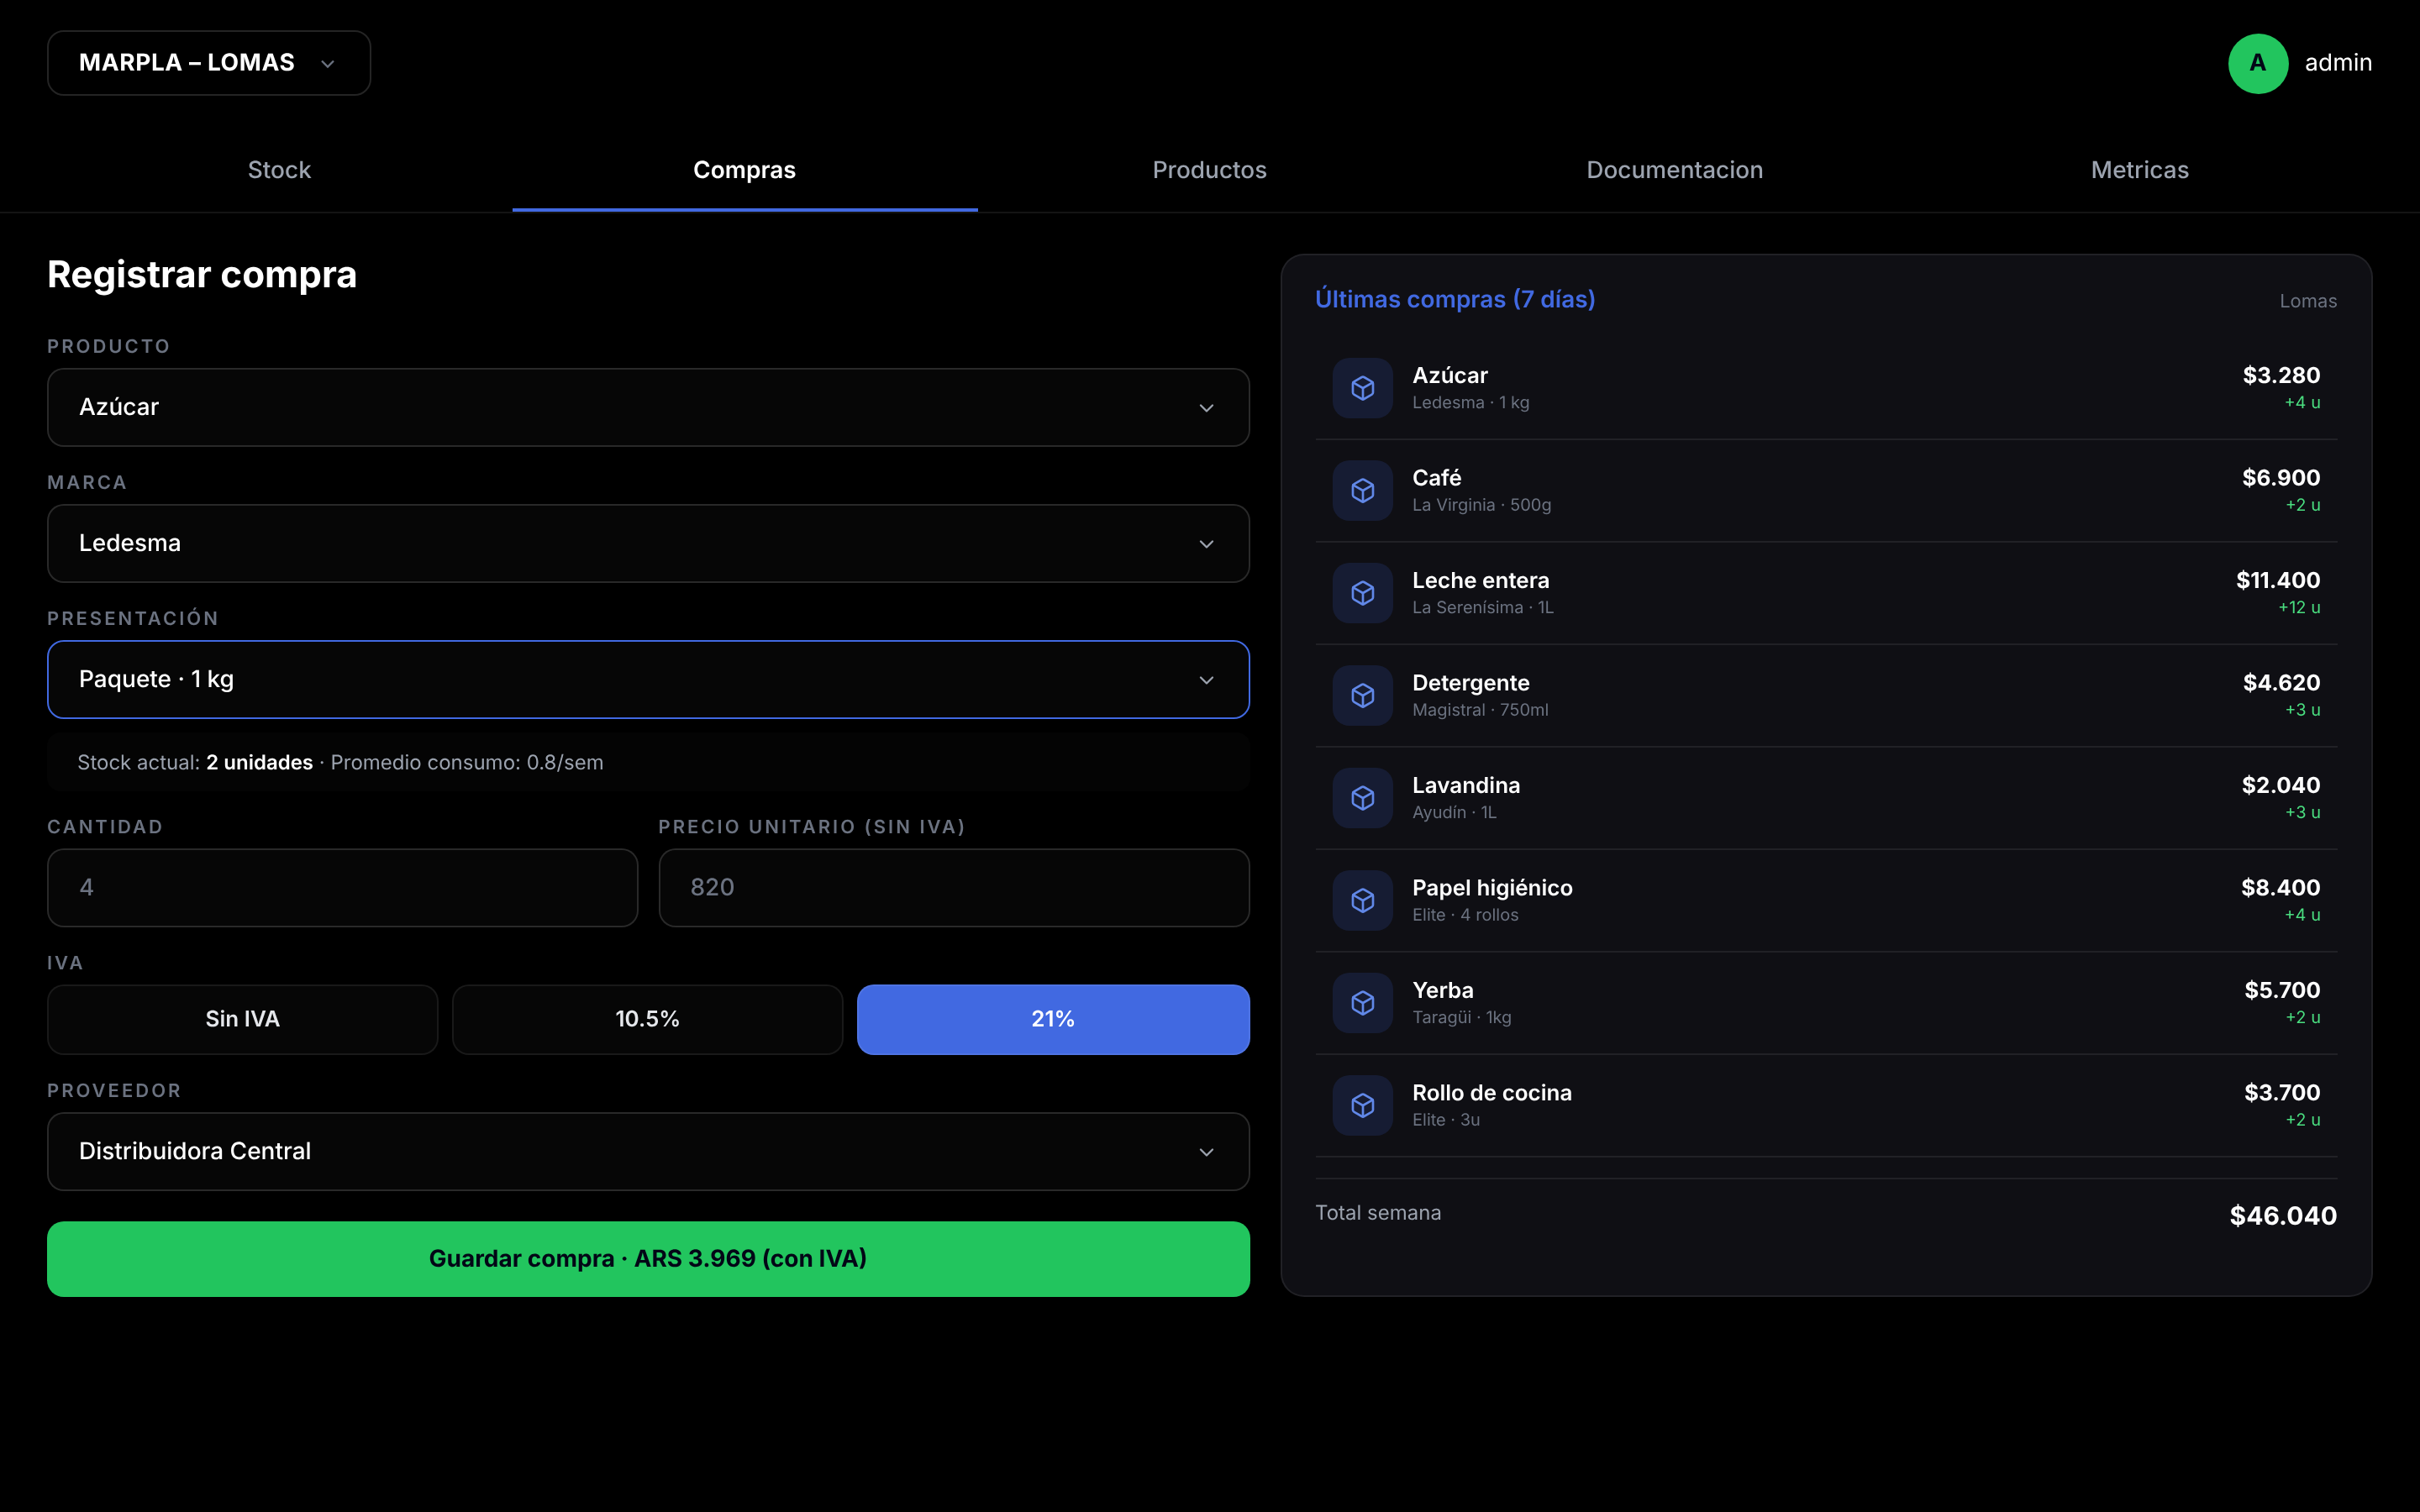 MARPLA – LOMAS
A
admin
Stock
Compras
Productos
Documentacion
Metricas
Registrar compra
PRODUCTO
Azúcar
MARCA
Ledesma
PRESENTACIÓN
Paquete · 1 kg
Stock actual: 2 unidades · Promedio consumo: 0.8/sem
CANTIDAD
4
PRECIO UNITARIO (SIN IVA)
820
IVA
Sin IVA
10.5%
21%
PROVEEDOR
Distribuidora Central
Guardar compra · ARS 3.969 (con IVA)
Últimas compras (7 días)
Lomas
Azúcar
Ledesma · 1 kg
$3.280
+4 u
Café
La Virginia · 500g
$6.900
+2 u
Leche entera
La Serenísima · 1L
$11.400
+12 u
Detergente
Magistral · 750ml
$4.620
+3 u
Lavandina
Ayudín · 1L
$2.040
+3 u
Papel higiénico
Elite · 4 rollos
$8.400
+4 u
Yerba
Taragüi · 1kg
$5.700
+2 u
Rollo de cocina
Elite · 3u
$3.700
+2 u
Total semana
$46.040